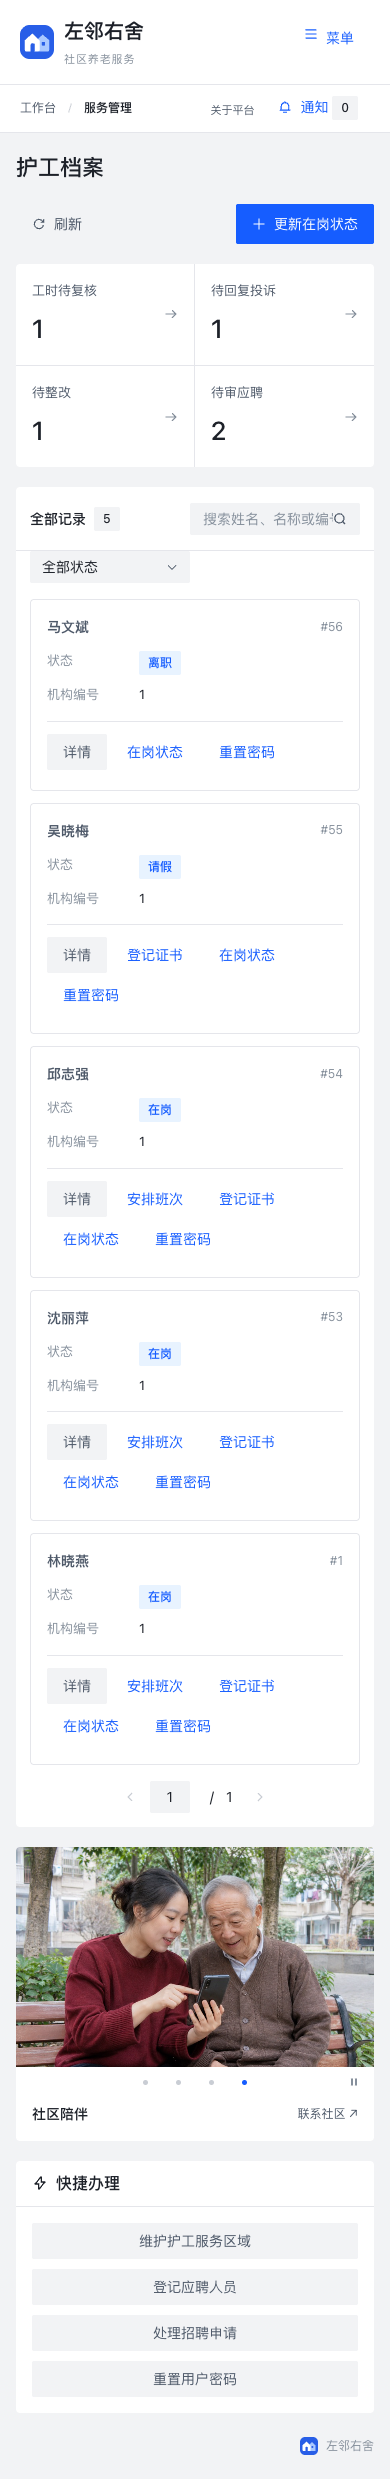 左邻右舍
社区养老服务
菜单
工作台 / 服务管理
关于平台
通知 0
护工档案
刷新
更新在岗状态
工时待复核
1
待回复投诉
1
待整改
1
待审应聘
2
全部记录 5
搜索姓名、名称或编号
全部状态
马文斌 #56
状态 离职
机构编号 1
详情 在岗状态 重置密码
吴晓梅 #55
状态 请假
机构编号 1
详情 登记证书 在岗状态
重置密码
邱志强 #54
状态 在岗
机构编号 1
详情 安排班次 登记证书
在岗状态 重置密码
沈丽萍 #53
状态 在岗
机构编号 1
详情 安排班次 登记证书
在岗状态 重置密码
林晓燕 #1
状态 在岗
机构编号 1
详情 安排班次 登记证书
在岗状态 重置密码
1 / 1
社区陪伴
联系社区
快捷办理
维护护工服务区域
登记应聘人员
处理招聘申请
重置用户密码
左邻右舍